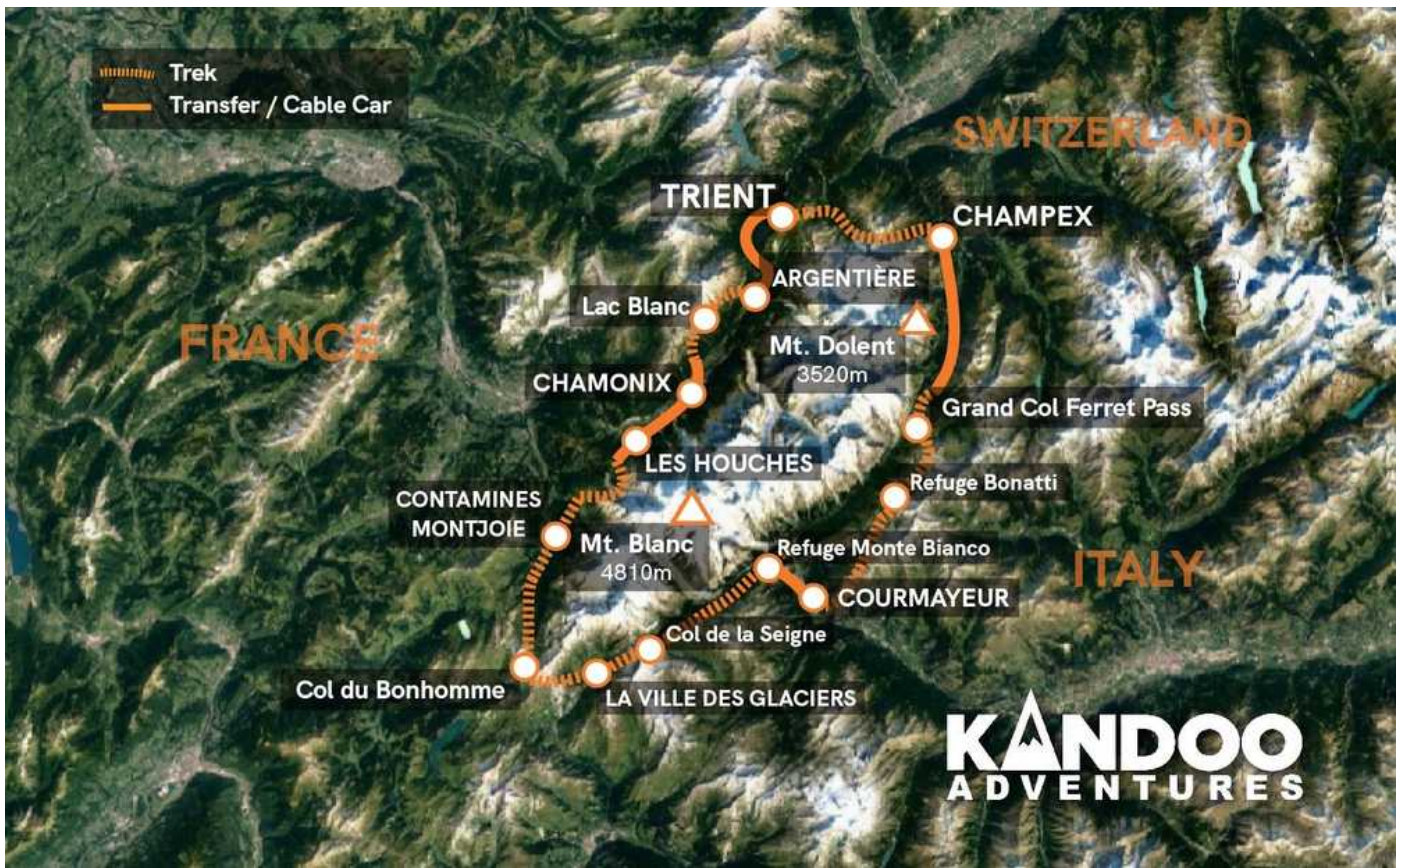 Trek
Transfer / Cable Car
SWITZERLAND
TRIENT
CHAMPEX
ARGENTIÈRE
Lac Blanc
FRANCE
Mt. Dolent
3520m
CHAMONIX
Grand Col Ferret Pass
LES HOUCHES
Refuge Bonatti
CONTAMINES
MONTJOIE
Mt. Blanc
4810m
Refuge Monte Bianco
ITALY
COURMAYEUR
Col de la Seigne
Col du Bonhomme
LA VILLE DES GLACIERS
KANDOO
ADVENTURES